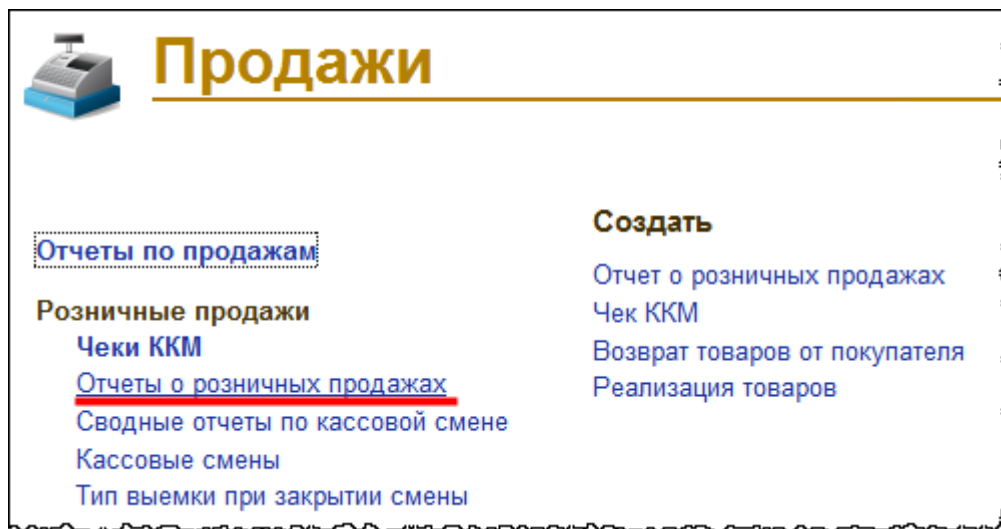 Продажи
Отчеты по продажам
Розничные продажи
Чеки ККМ
Отчеты о розничных продажах
Сводные отчеты по кассовой смене
Кассовые смены
Тип выемки при закрытии смены
Создать
Отчет о розничных продажах
Чек ККМ
Возврат товаров от покупателя
Реализация товаров